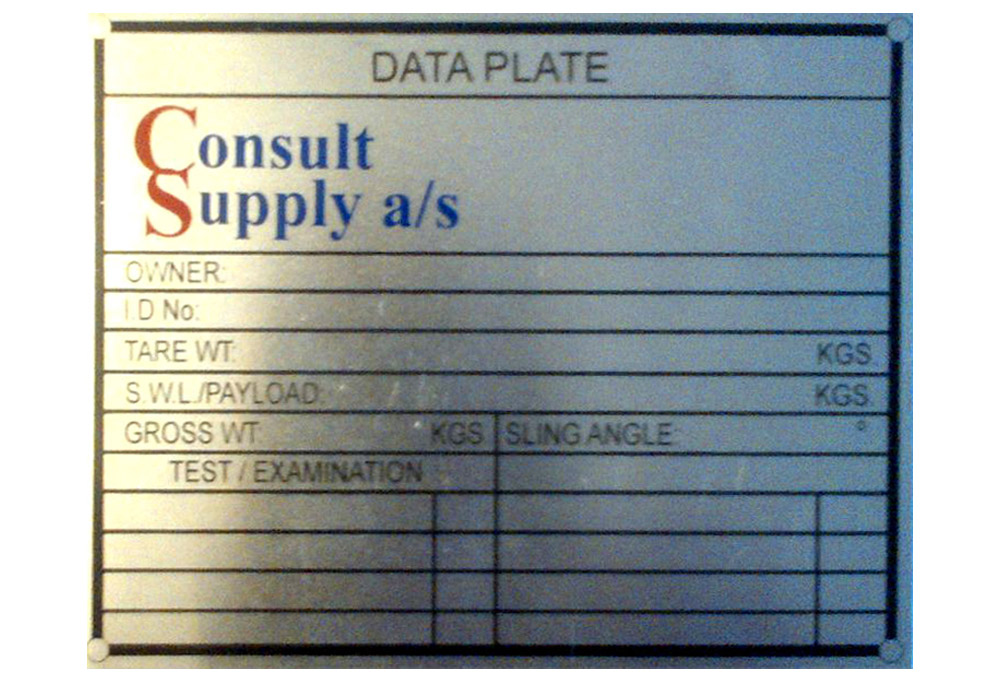 DATA PLATE
Consult
Supply a/s
OWNER:
I.D No:
TARE WT: KGS.
S.W.L./PAYLOAD: KGS.
GROSS WT. KGS. SLING ANGLE: °
TEST / EXAMINATION